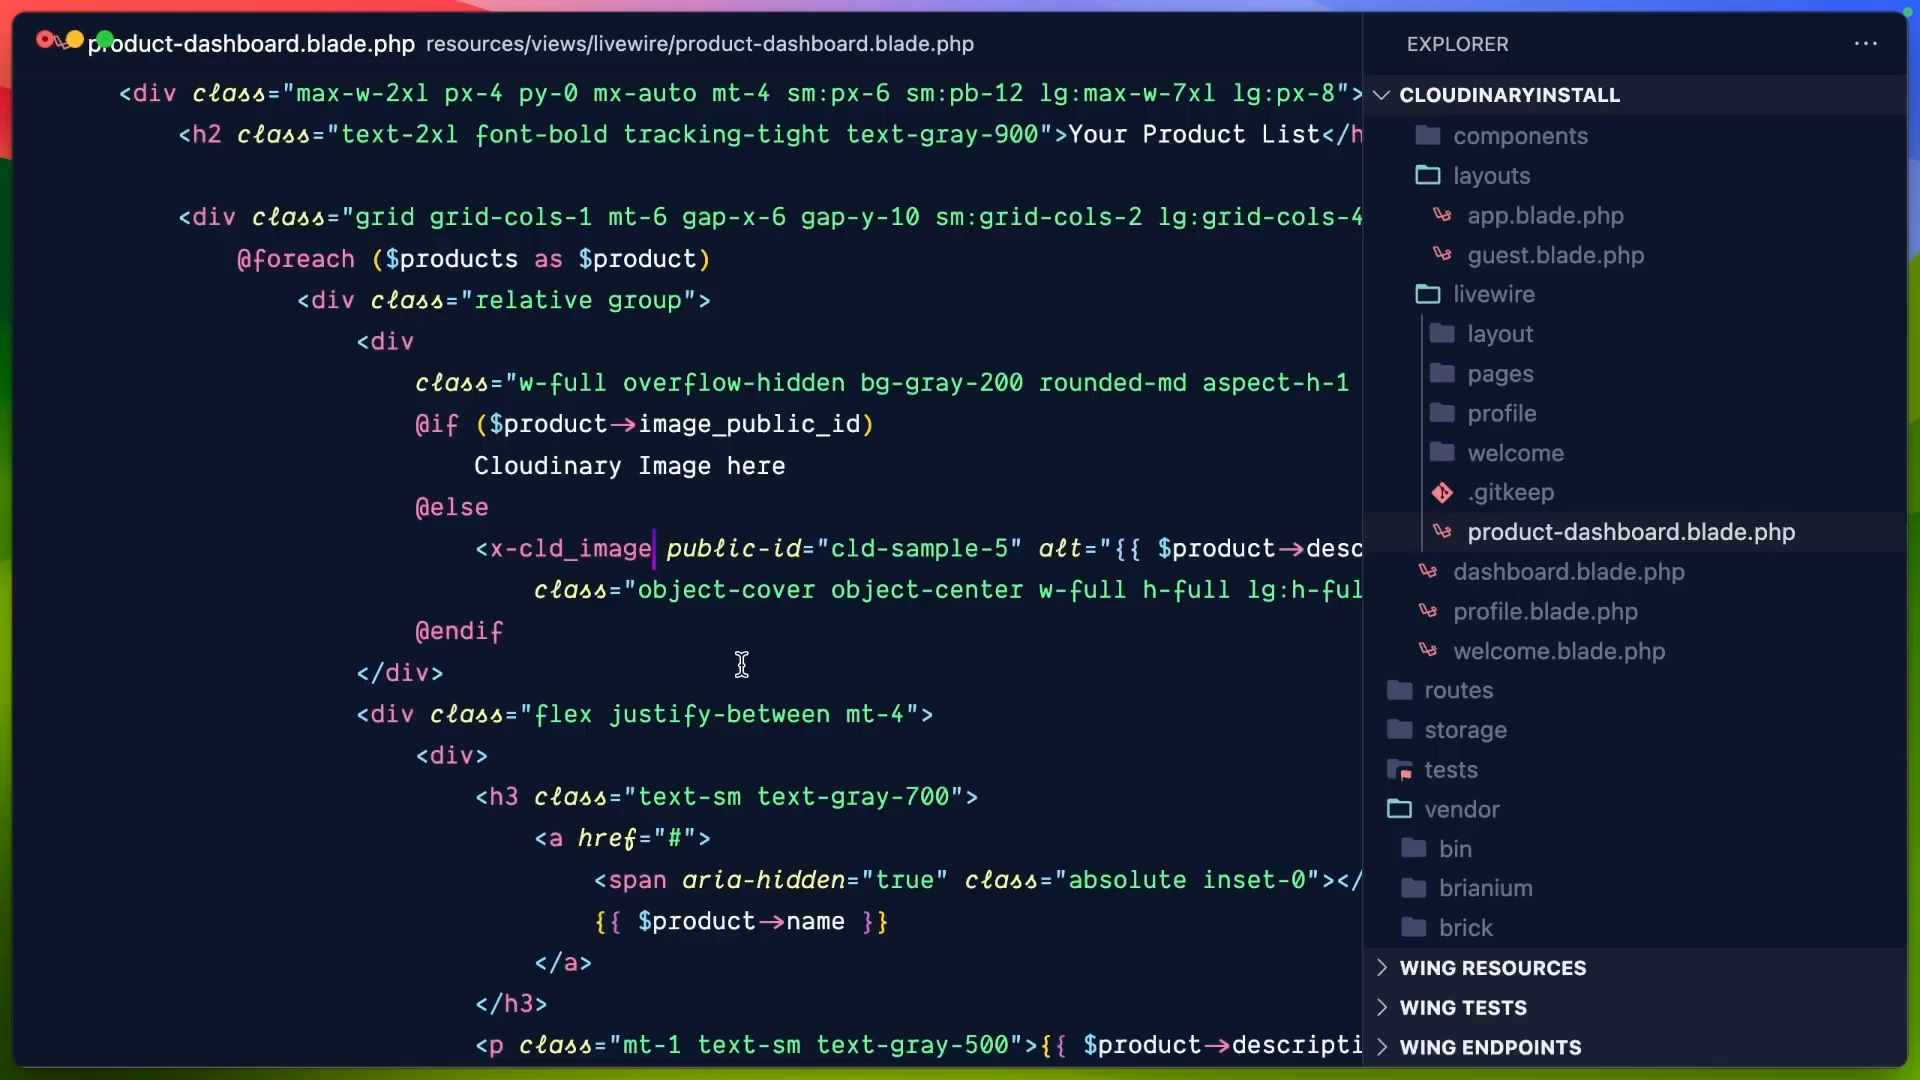 product-dashboard.blade.php resources/views/livewire/product-dashboard.blade.php
<div class="max-w-2xl px-4 py-0 mx-auto mt-4 sm:px-6 sm:pb-12 lg:max-w-7xl lg:px-8">
<h2 class="text-2xl font-bold tracking-tight text-gray-900">Your Product List</h
<div class="grid grid-cols-1 mt-6 gap-x-6 gap-y-10 sm:grid-cols-2 lg:grid-cols-4
@foreach ($products as $product)
<div class="relative group">
<div
class="w-full overflow-hidden bg-gray-200 rounded-md aspect-h-1
@if ($product->image_public_id)
Cloudinary Image here
@else
<x-cld_image public-id="cld-sample-5" alt="{{ $product->desc
class="object-cover object-center w-full h-full lg:h-ful
@endif
</div>
<div class="flex justify-between mt-4">
<div>
<h3 class="text-sm text-gray-700">
<a href="#">
<span aria-hidden="true" class="absolute inset-0"></
{{ $product->name }}
</a>
</h3>
<p class="mt-1 text-sm text-gray-500">{{ $product->descripti
EXPLORER
CLOUDINARYINSTALL
components
layouts
app.blade.php
guest.blade.php
livewire
layout
pages
profile
welcome
.gitkeep
product-dashboard.blade.php
dashboard.blade.php
profile.blade.php
welcome.blade.php
routes
storage
tests
vendor
bin
brianium
brick
WING RESOURCES
WING TESTS
WING ENDPOINTS